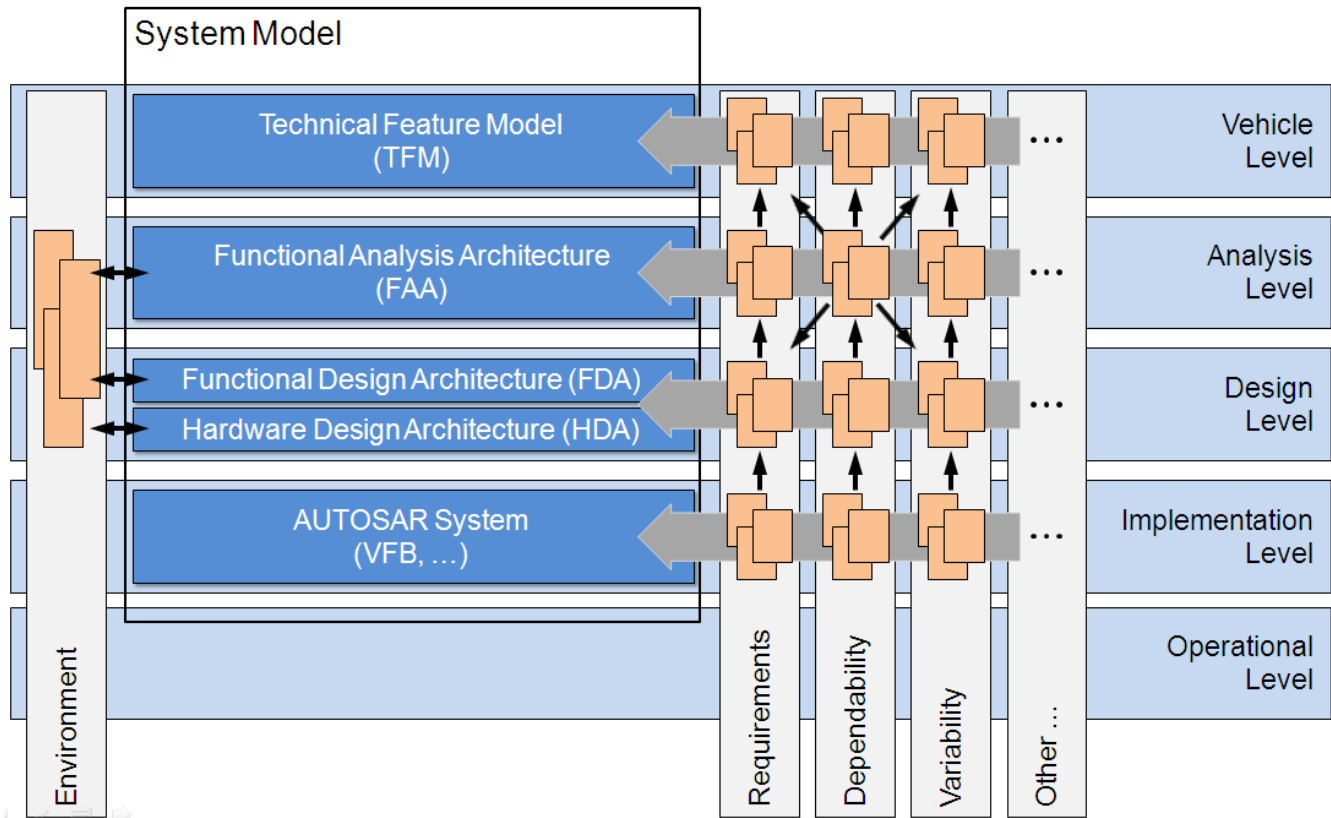 System Model
Technical Feature Model
(TFM)
...
Vehicle
Level
Functional Analysis Architecture
(FAA)
...
Analysis
Level
Functional Design Architecture (FDA)
Hardware Design Architecture (HDA)
...
Design
Level
AUTOSAR System
(VFB, …)
...
Implementation
Level
Operational
Level
Environment
Requirements
Dependability
Variability
Other ...